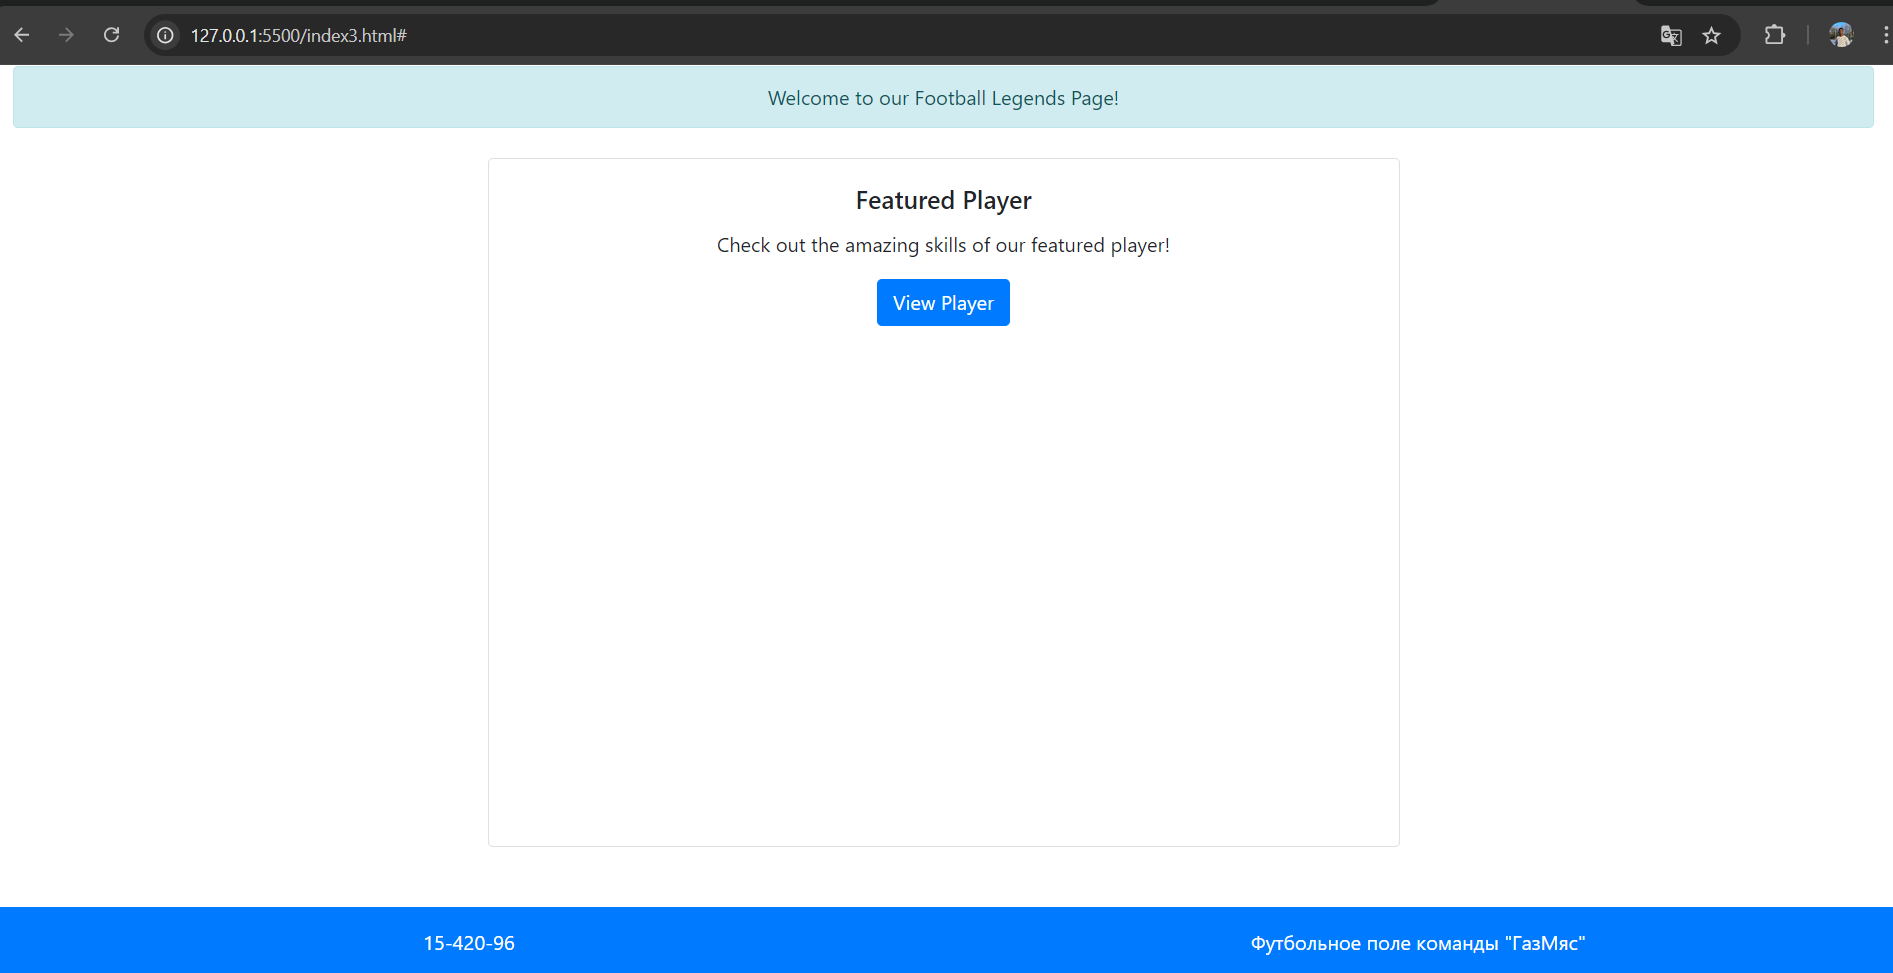 127.0.0.1:5500/index3.html#
Welcome to our Football Legends Page!
Featured Player
Check out the amazing skills of our featured player!
View Player
15-420-96
Футбольное поле команды "ГазМяс"